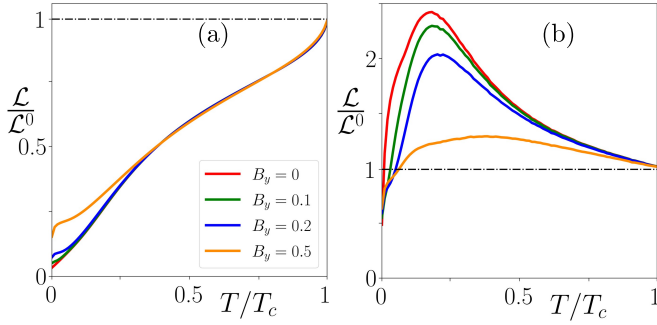 (a)
1
0.5
0
ℒ/ℒ⁰
B_y = 0
B_y = 0.1
B_y = 0.2
B_y = 0.5
0 0.5 1
T/T_c
(b)
2
1
0
ℒ/ℒ⁰
0 0.5 1
T/T_c